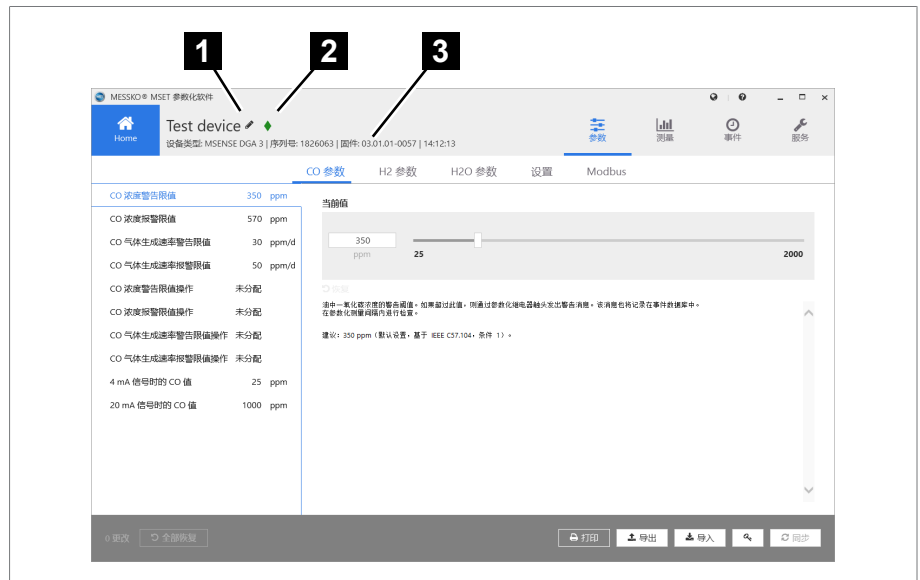 1 2 3
MESSKO® MSET 参数化软件
Home
Test device
设备类型: MSENSE DGA 3 | 序列号: 1826063 | 固件: 03.01.01-0057 | 14:12:13
参数 测量 事件 服务
CO 参数 H2 参数 H2O 参数 设置 Modbus
CO 浓度警告限值 350 ppm
CO 浓度报警限值 570 ppm
CO 气体生成速率警告限值 30 ppm/d
CO 气体生成速率报警限值 50 ppm/d
CO 浓度警告限值操作 未分配
CO 浓度报警限值操作 未分配
CO 气体生成速率警告限值操作 未分配
CO 气体生成速率报警限值操作 未分配
4 mA 信号时的 CO 值 25 ppm
20 mA 信号时的 CO 值 1000 ppm
当前值
350
ppm 25 2000
恢复
油中一氧化碳浓度的警告阈值。如果超过此值，则通过参数化继电器触头发出警告消息。该消息也将记录在事件数据库中。
在参数化测量间隔内进行检查。
建议：350 ppm（默认设置，基于 IEEE C57.104，条件 1）。
0 更改 全部恢复 打印 导出 导入 同步